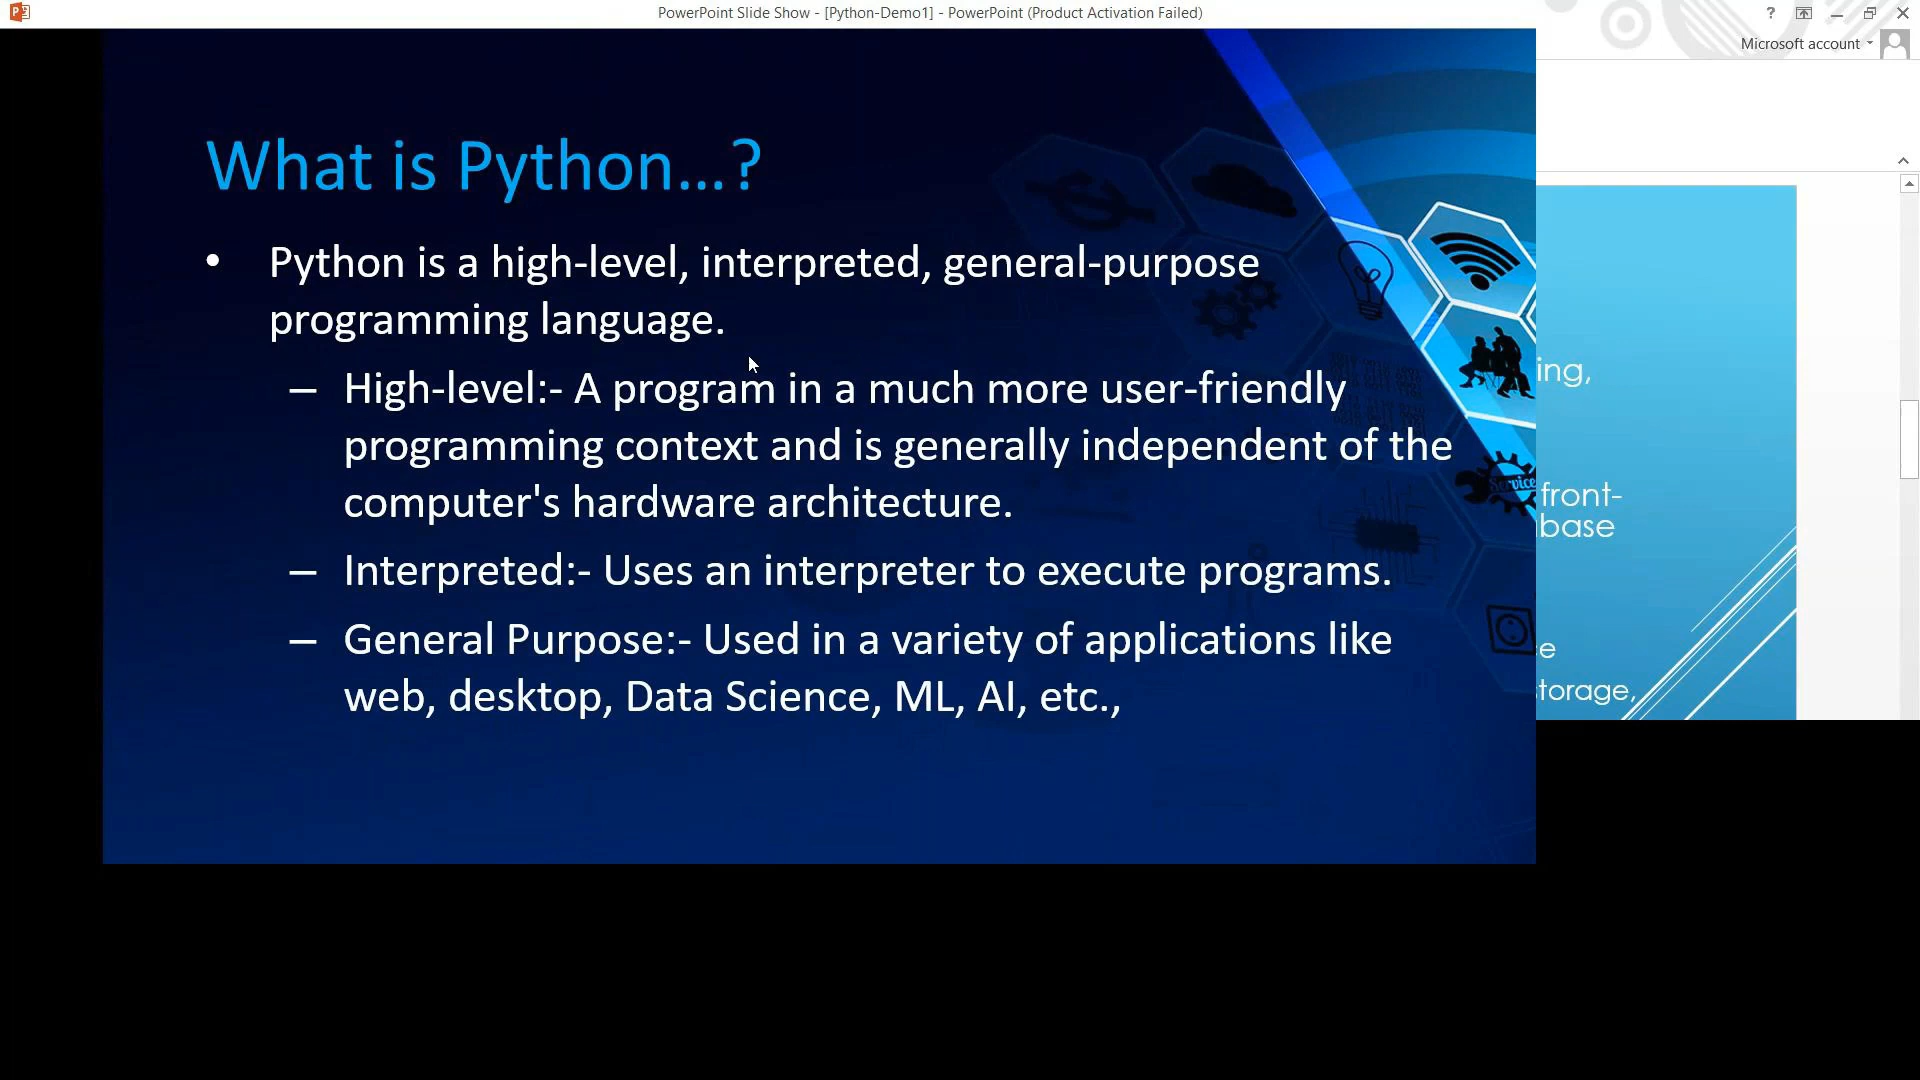 PowerPoint Slide Show - [Python-Demo1] - PowerPoint (Product Activation Failed)
Microsoft account
What is Python...?
• Python is a high-level, interpreted, general-purpose
programming language.
– High-level:- A program in a much more user-friendly
programming context and is generally independent of the
computer's hardware architecture.
– Interpreted:- Uses an interpreter to execute programs.
– General Purpose:- Used in a variety of applications like
web, desktop, Data Science, ML, AI, etc.,
Service
ing,
front-
base
e
torage,